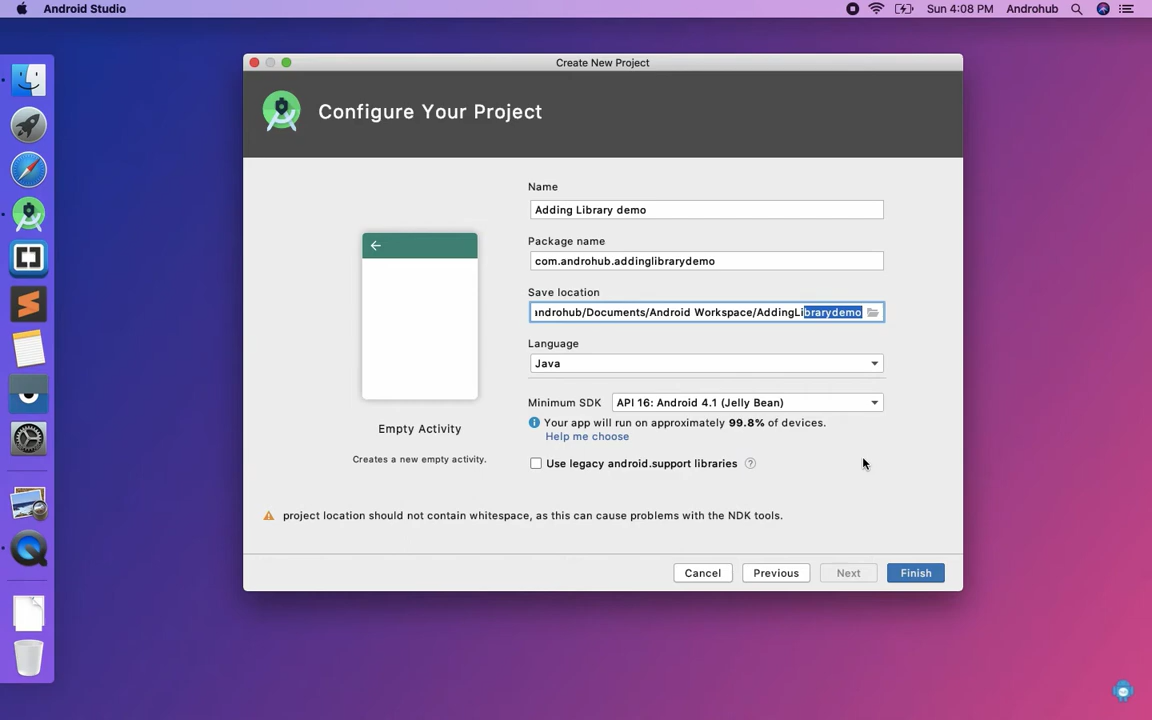 Android Studio
Sun 4:08 PM Androhub
Create New Project
Configure Your Project
Name
Adding Library demo
Package name
com.androhub.addinglibrarydemo
Save location
androhub/Documents/Android Workspace/AddingLibrarydemo
Language
Java
Minimum SDK API 16: Android 4.1 (Jelly Bean)
Your app will run on approximately 99.8% of devices.
Help me choose
Use legacy android.support libraries ?
Empty Activity
Creates a new empty activity.
project location should not contain whitespace, as this can cause problems with the NDK tools.
Cancel Previous Next Finish